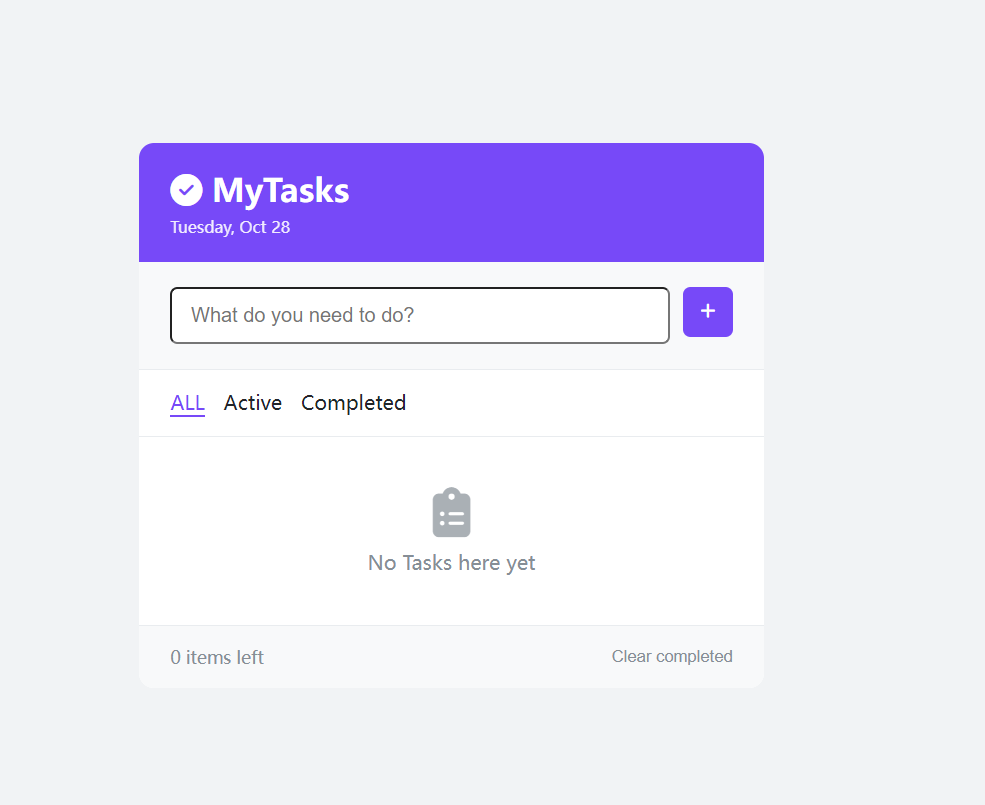 MyTasks
Tuesday, Oct 28
What do you need to do?
+
ALL Active Completed
No Tasks here yet
0 items left Clear completed